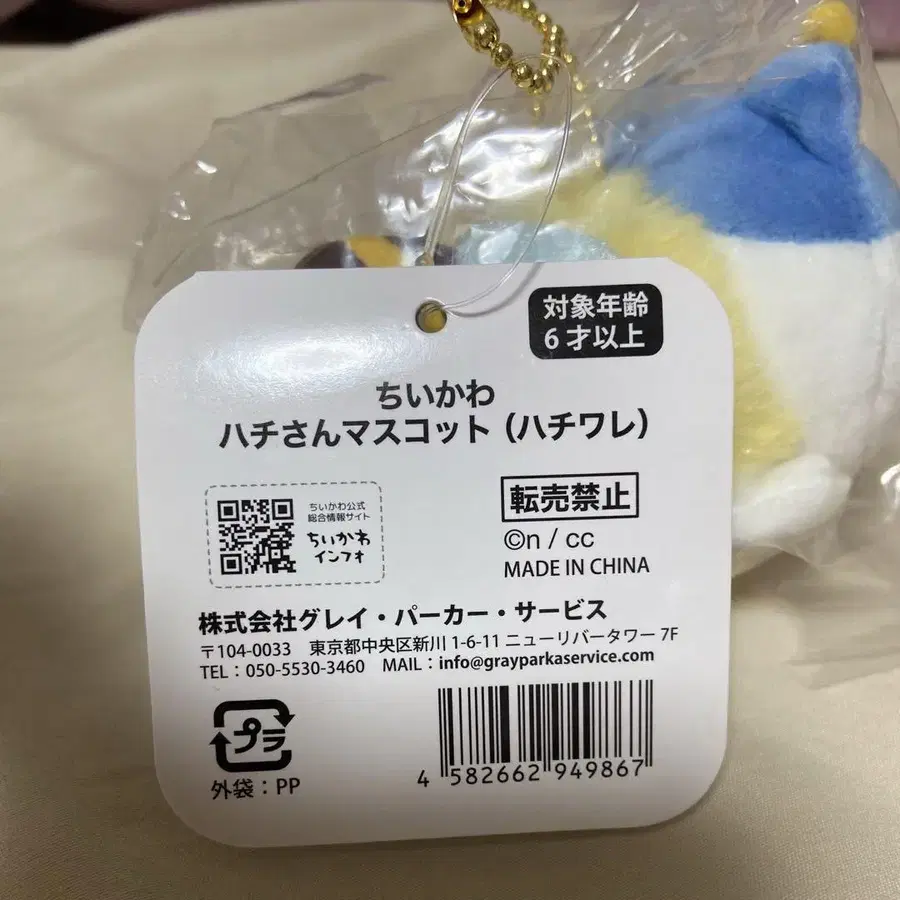 対象年齢
6才以上
ちいかわ
ハチさんマスコット（ハチワレ）
ちいかわ公式
総合情報サイト
ちいかわ
インフォ
転売禁止
©n / cc
MADE IN CHINA
株式会社グレイ・パーカー・サービス
〒104-0033 東京都中央区新川 1-6-11 ニューリバータワー 7F
TEL：050-5530-3460 MAIL：info@grayparkaservice.com
プラ
外袋：PP
4 582662 949867